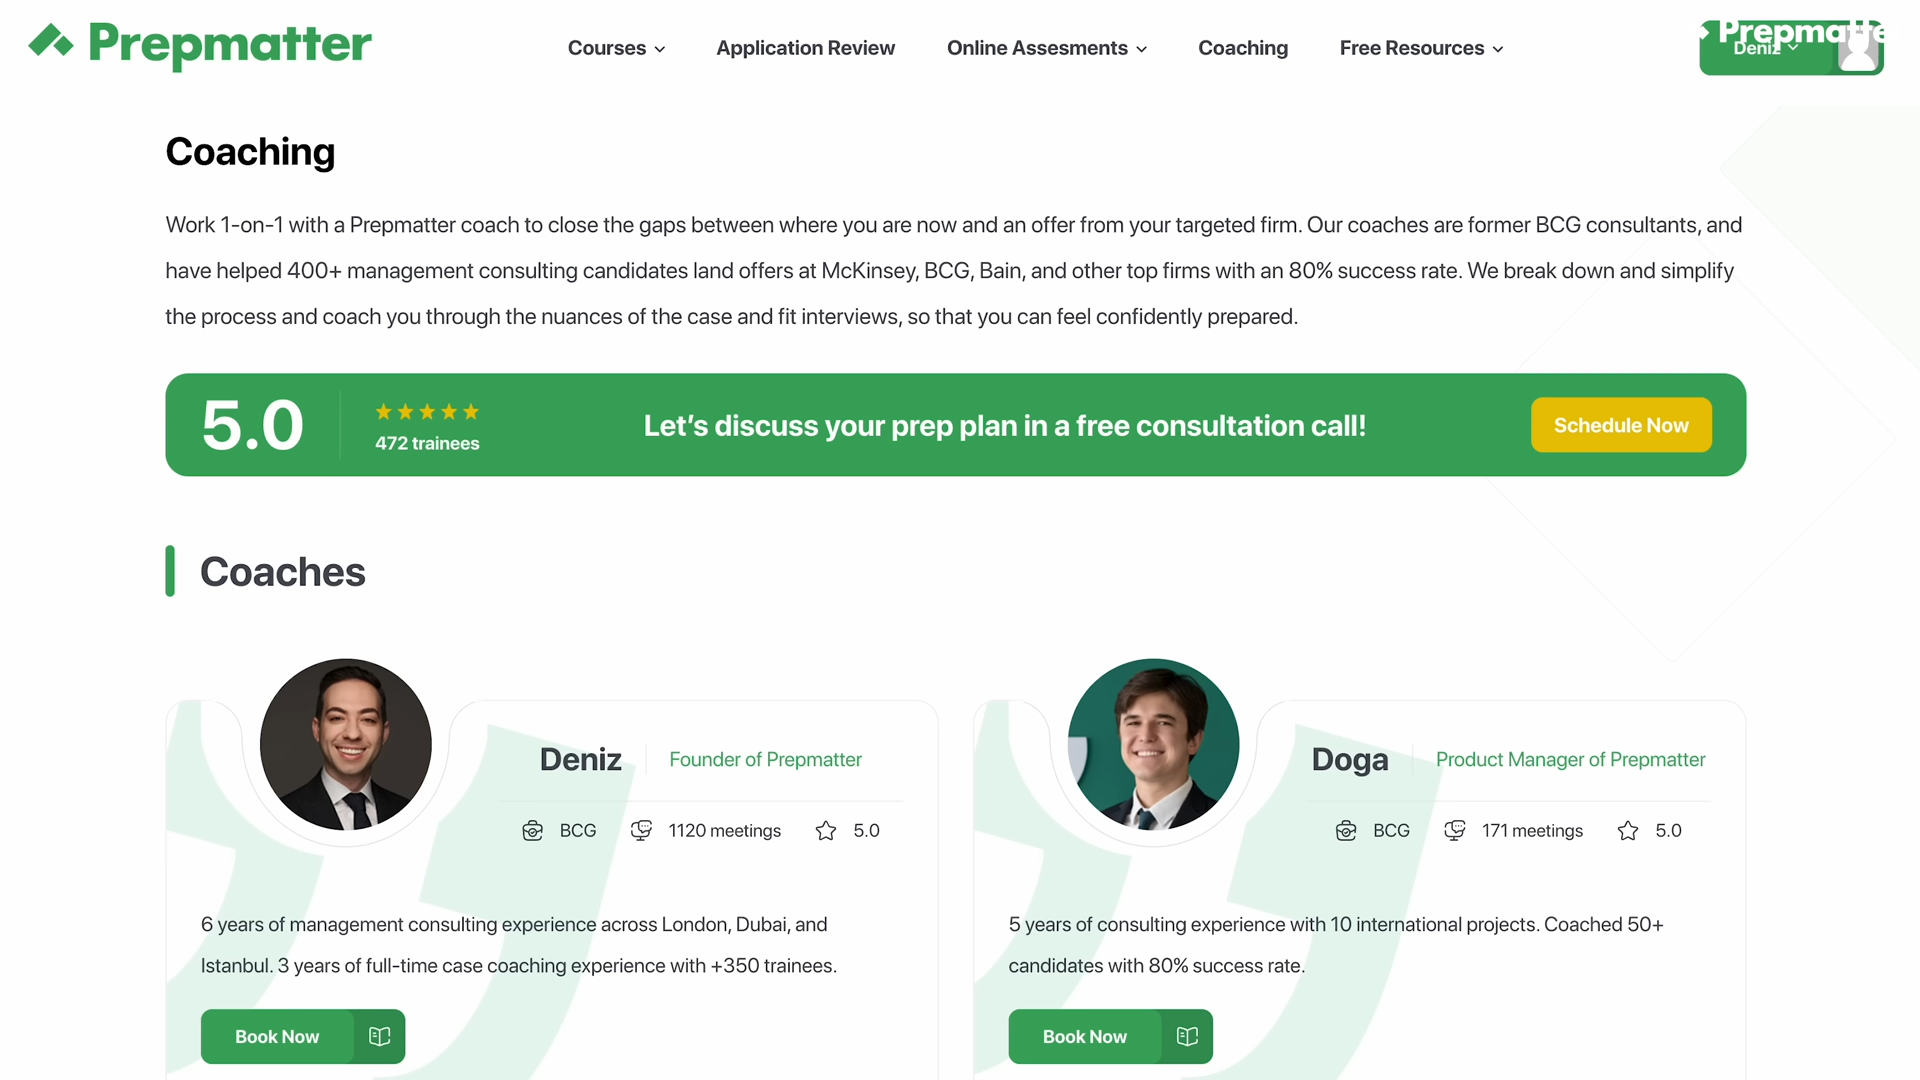 Prepmatter
Courses
Application Review
Online Assesments
Coaching
Free Resources
Prepmatter
Deniz
Coaching
Work 1-on-1 with a Prepmatter coach to close the gaps between where you are now and an offer from your targeted firm. Our coaches are former BCG consultants, and
have helped 400+ management consulting candidates land offers at McKinsey, BCG, Bain, and other top firms with an 80% success rate. We break down and simplify
the process and coach you through the nuances of the case and fit interviews, so that you can feel confidently prepared.
5.0
472 trainees
Let's discuss your prep plan in a free consultation call!
Schedule Now
Coaches
Deniz
Founder of Prepmatter
BCG
1120 meetings
5.0
6 years of management consulting experience across London, Dubai, and
Istanbul. 3 years of full-time case coaching experience with +350 trainees.
Book Now
Doga
Product Manager of Prepmatter
BCG
171 meetings
5.0
5 years of consulting experience with 10 international projects. Coached 50+
candidates with 80% success rate.
Book Now